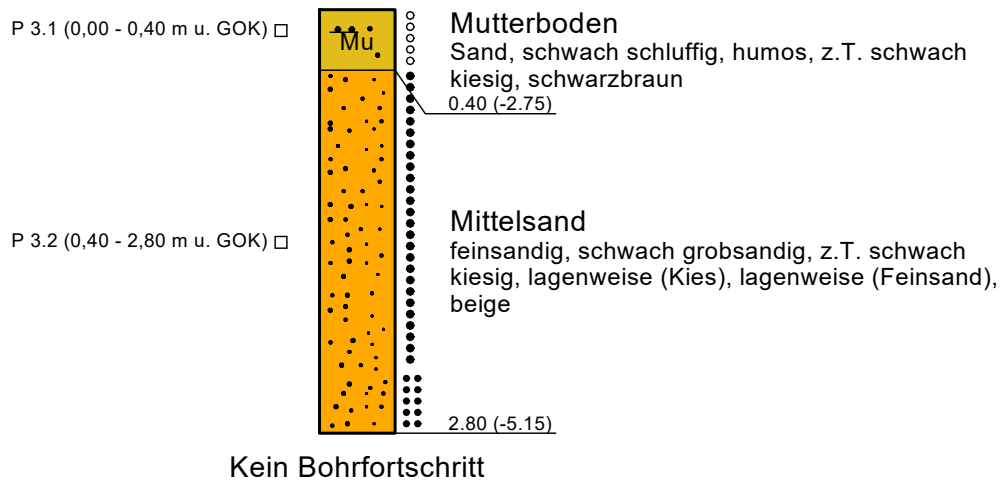 P 3.1 (0,00 - 0,40 m u. GOK)
Mu
Mutterboden
Sand, schwach schluffig, humos, z.T. schwach
kiesig, schwarzbraun
0.40 (-2.75)
P 3.2 (0,40 - 2,80 m u. GOK)
Mittelsand
feinsandig, schwach grobsandig, z.T. schwach
kiesig, lagenweise (Kies), lagenweise (Feinsand),
beige
2.80 (-5.15)
Kein Bohrfortschritt